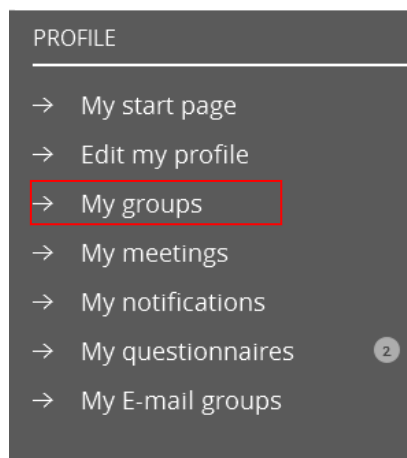 PROFILE
→ My start page
→ Edit my profile
→ My groups
→ My meetings
→ My notifications
→ My questionnaires 2
→ My E-mail groups